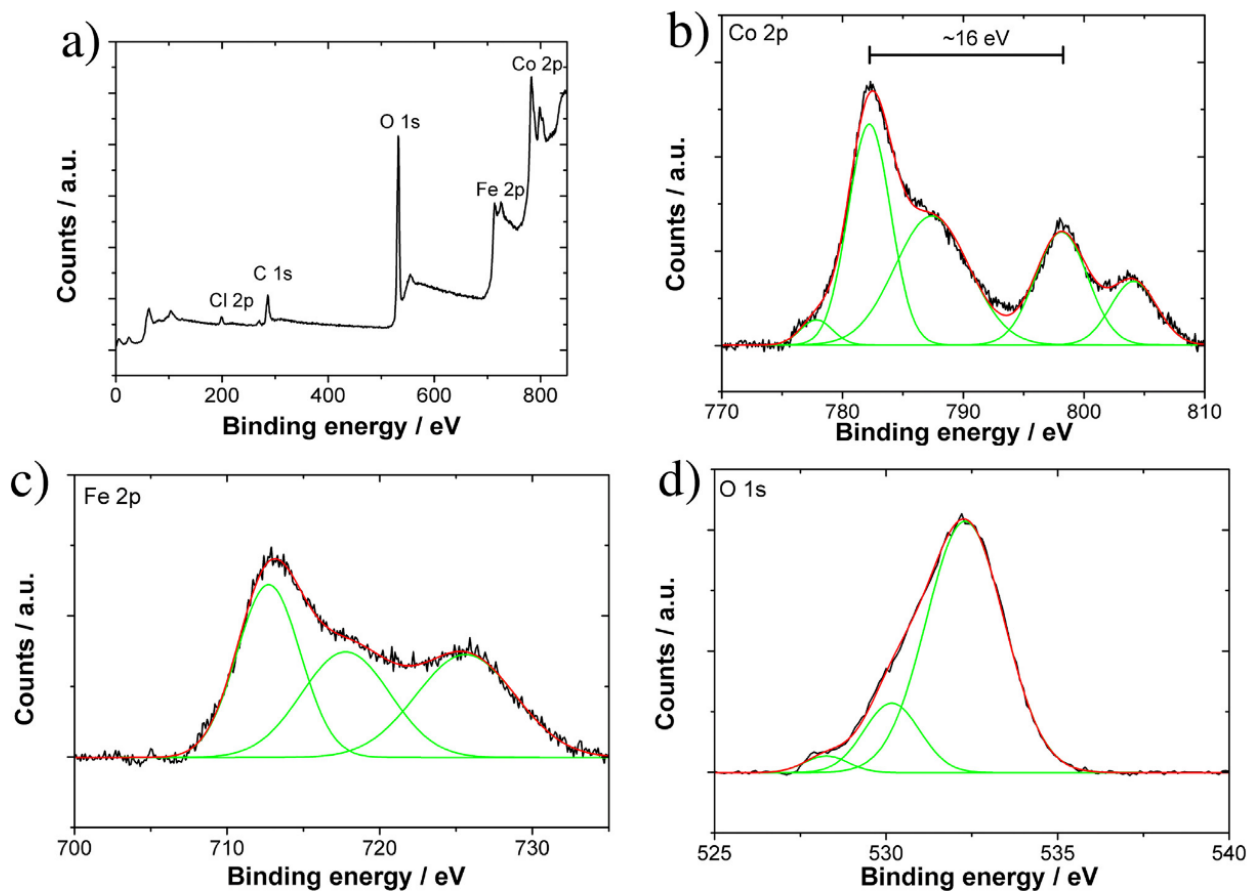 a)
Co 2p
O 1s
Fe 2p
Cl 2p
C 1s
Counts / a.u.
0 200 400 600 800
Binding energy / eV
b)
Co 2p
~16 eV
Counts / a.u.
770 780 790 800 810
Binding energy / eV
c)
Fe 2p
Counts / a.u.
700 710 720 730
Binding energy / eV
d)
O 1s
Counts / a.u.
525 530 535 540
Binding energy / eV